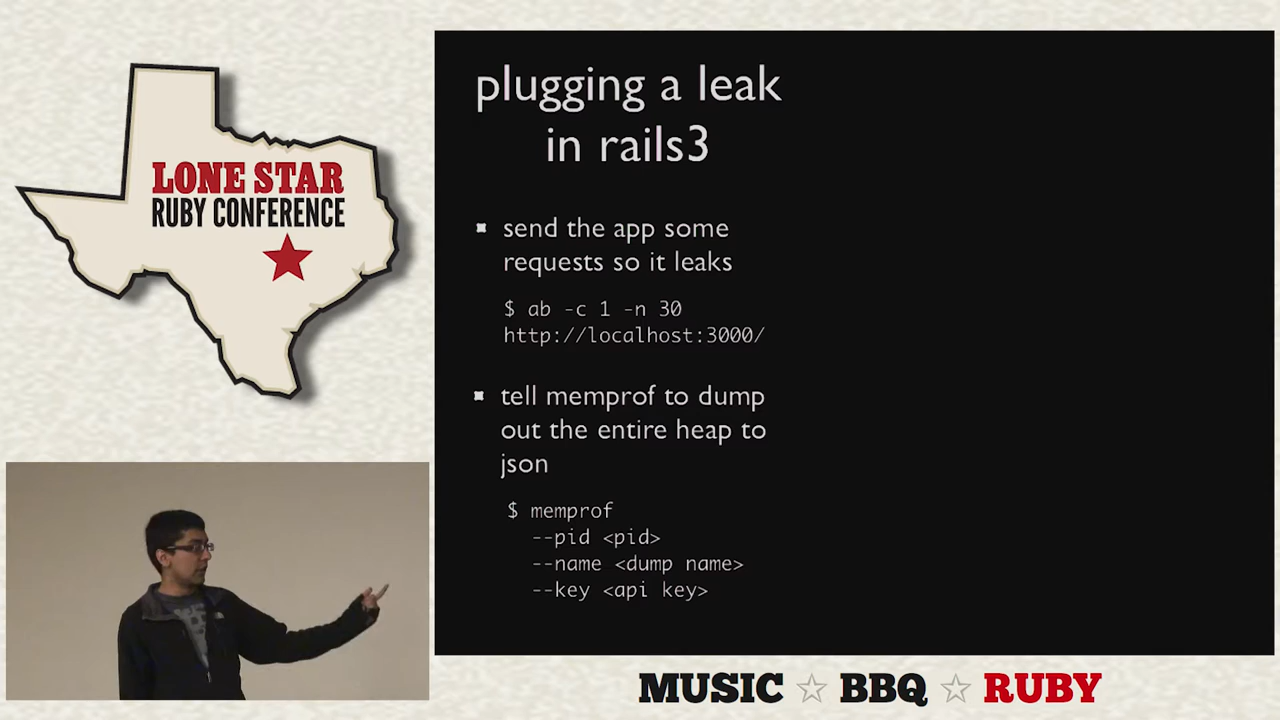 LONE STAR
RUBY CONFERENCE
plugging a leak
in rails3
send the app some
requests so it leaks
$ ab -c 1 -n 30
http://localhost:3000/
tell memprof to dump
out the entire heap to
json
$ memprof
--pid <pid>
--name <dump name>
--key <api key>
MUSIC ☆ BBQ ☆ RUBY